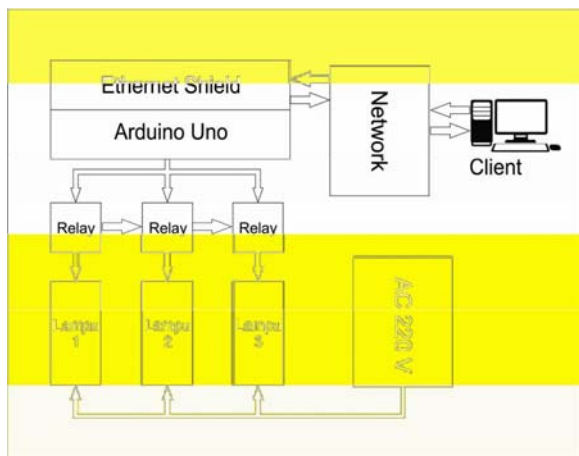 Ethernet Shield
Arduino Uno
Network
Client
Relay
Relay
Relay
Lampu
1
Lampu
2
Lampu
3
AC 220 V